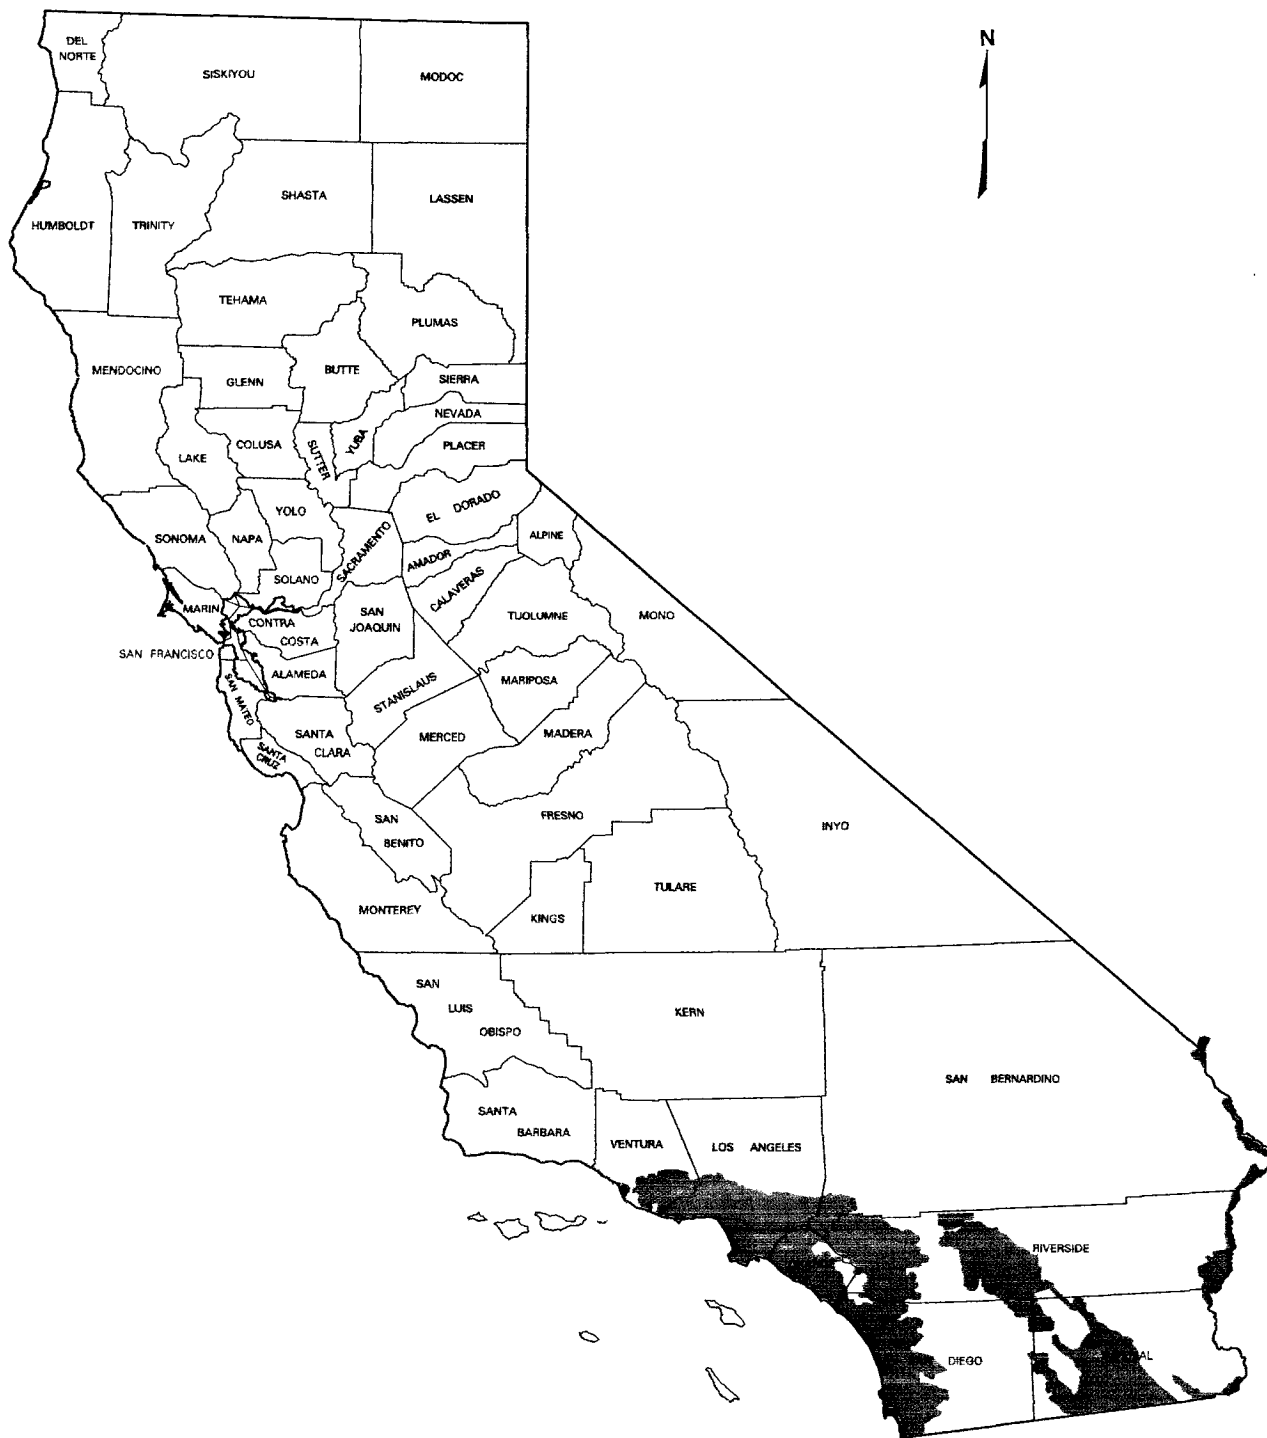 N
DEL
NORTE
SISKIYOU
MODOC
HUMBOLDT
TRINITY
SHASTA
LASSEN
TEHAMA
PLUMAS
MENDOCINO
GLENN
BUTTE
SIERRA
NEVADA
PLACER
YUBA
SUTTER
COLUSA
LAKE
YOLO
EL DORADO
SONOMA
NAPA
SACRAMENTO
ALPINE
AMADOR
SOLANO
CALAVERAS
MARIN
CONTRA
COSTA
SAN
JOAQUIN
TUOLUMNE
MONO
SAN FRANCISCO
ALAMEDA
STANISLAUS
MARIPOSA
SAN MATEO
SANTA
CLARA
MERCED
MADERA
SANTA
CRUZ
SAN
BENITO
FRESNO
INYO
MONTEREY
KINGS
TULARE
SAN
LUIS
OBISPO
KERN
SAN BERNARDINO
SANTA
BARBARA
VENTURA
LOS ANGELES
RIVERSIDE
DIEGO